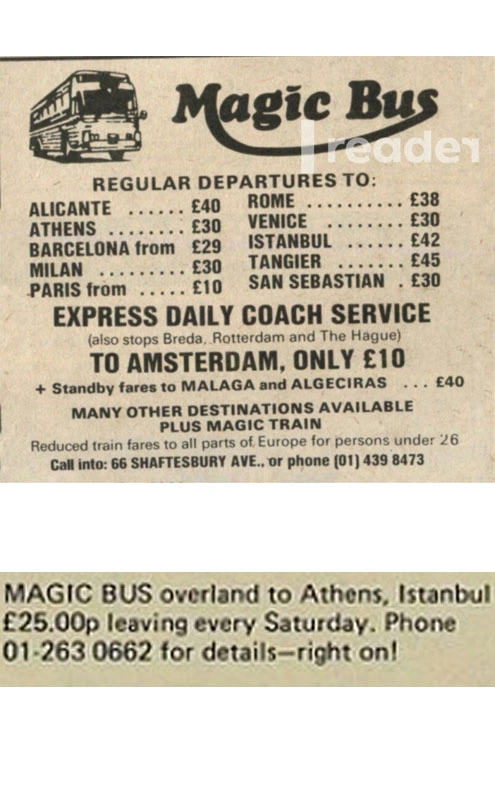 Magic Bus
reader
REGULAR DEPARTURES TO:
ALICANTE ...... £40
ATHENS ........ £30
BARCELONA from £29
MILAN ......... £30
PARIS from ..... £10
ROME .......... £38
VENICE ........ £30
ISTANBUL ...... £42
TANGIER ....... £45
SAN SEBASTIAN . £30
EXPRESS DAILY COACH SERVICE
(also stops Breda, Rotterdam and The Hague)
TO AMSTERDAM, ONLY £10
+ Standby fares to MALAGA and ALGECIRAS ... £40
MANY OTHER DESTINATIONS AVAILABLE
PLUS MAGIC TRAIN
Reduced train fares to all parts of Europe for persons under 26
Call into: 66 SHAFTESBURY AVE., or phone (01) 439 8473
MAGIC BUS overland to Athens, Istanbul
£25.00p leaving every Saturday. Phone
01-263 0662 for details—right on!